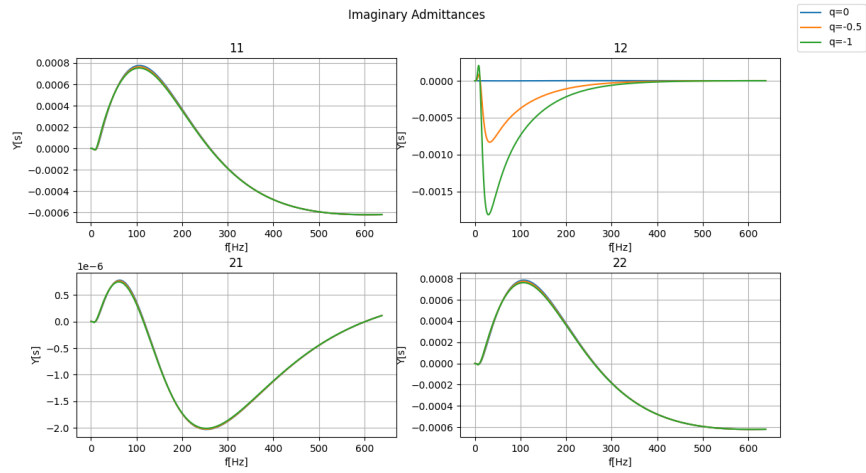 Imaginary Admittances
q=0
q=-0.5
q=-1
11
0.0008
0.0006
0.0004
0.0002
0.0000
−0.0002
−0.0004
−0.0006
Y[s]
0 100 200 300 400 500 600
f[Hz]
12
0.0000
−0.0005
−0.0010
−0.0015
Y[s]
0 100 200 300 400 500 600
f[Hz]
21
1e−6
0.5
0.0
−0.5
−1.0
−1.5
−2.0
Y[s]
0 100 200 300 400 500 600
f[Hz]
22
0.0008
0.0006
0.0004
0.0002
0.0000
−0.0002
−0.0004
−0.0006
Y[s]
0 100 200 300 400 500 600
f[Hz]